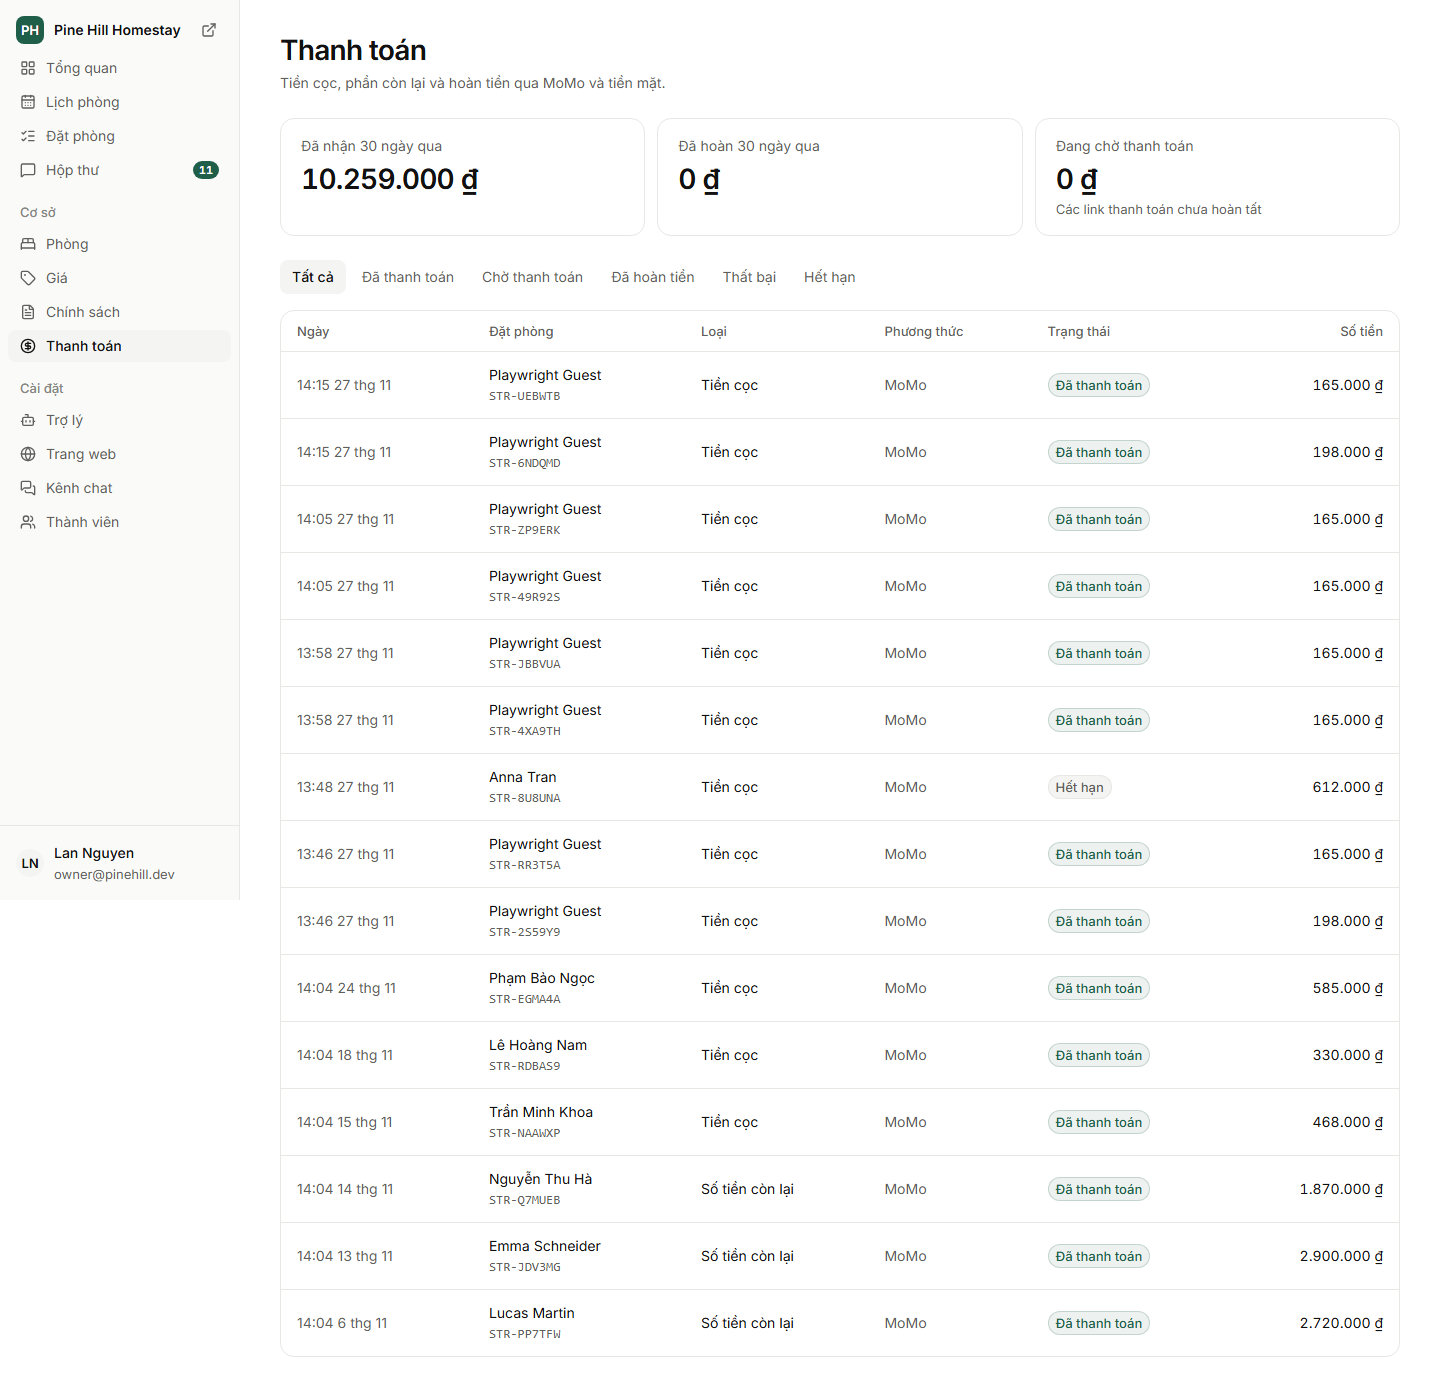 PH Pine Hill Homestay
Tổng quan
Lịch phòng
Đặt phòng
Hộp thư 11
Cơ sở
Phòng
Giá
Chính sách
Thanh toán
Cài đặt
Trợ lý
Trang web
Kênh chat
Thành viên
LN Lan Nguyen
owner@pinehill.dev
Thanh toán
Tiền cọc, phần còn lại và hoàn tiền qua MoMo và tiền mặt.
Đã nhận 30 ngày qua
10.259.000 ₫
Đã hoàn 30 ngày qua
0 ₫
Đang chờ thanh toán
0 ₫
Các link thanh toán chưa hoàn tất
Tất cả Đã thanh toán Chờ thanh toán Đã hoàn tiền Thất bại Hết hạn
Ngày Đặt phòng Loại Phương thức Trạng thái Số tiền
14:15 27 thg 11 Playwright Guest Tiền cọc MoMo Đã thanh toán 165.000 ₫
STR-UEBWTB
14:15 27 thg 11 Playwright Guest Tiền cọc MoMo Đã thanh toán 198.000 ₫
STR-6NDQMD
14:05 27 thg 11 Playwright Guest Tiền cọc MoMo Đã thanh toán 165.000 ₫
STR-ZP9ERK
14:05 27 thg 11 Playwright Guest Tiền cọc MoMo Đã thanh toán 165.000 ₫
STR-49R92S
13:58 27 thg 11 Playwright Guest Tiền cọc MoMo Đã thanh toán 165.000 ₫
STR-JBBVUA
13:58 27 thg 11 Playwright Guest Tiền cọc MoMo Đã thanh toán 165.000 ₫
STR-4XA9TH
13:48 27 thg 11 Anna Tran Tiền cọc MoMo Hết hạn 612.000 ₫
STR-8U8UNA
13:46 27 thg 11 Playwright Guest Tiền cọc MoMo Đã thanh toán 165.000 ₫
STR-RR3T5A
13:46 27 thg 11 Playwright Guest Tiền cọc MoMo Đã thanh toán 198.000 ₫
STR-2S59Y9
14:04 24 thg 11 Phạm Bảo Ngọc Tiền cọc MoMo Đã thanh toán 585.000 ₫
STR-EGMA4A
14:04 18 thg 11 Lê Hoàng Nam Tiền cọc MoMo Đã thanh toán 330.000 ₫
STR-RDBAS9
14:04 15 thg 11 Trần Minh Khoa Tiền cọc MoMo Đã thanh toán 468.000 ₫
STR-NAAWXP
14:04 14 thg 11 Nguyễn Thu Hà Số tiền còn lại MoMo Đã thanh toán 1.870.000 ₫
STR-Q7MUEB
14:04 13 thg 11 Emma Schneider Số tiền còn lại MoMo Đã thanh toán 2.900.000 ₫
STR-JDV3MG
14:04 6 thg 11 Lucas Martin Số tiền còn lại MoMo Đã thanh toán 2.720.000 ₫
STR-PP7TFW